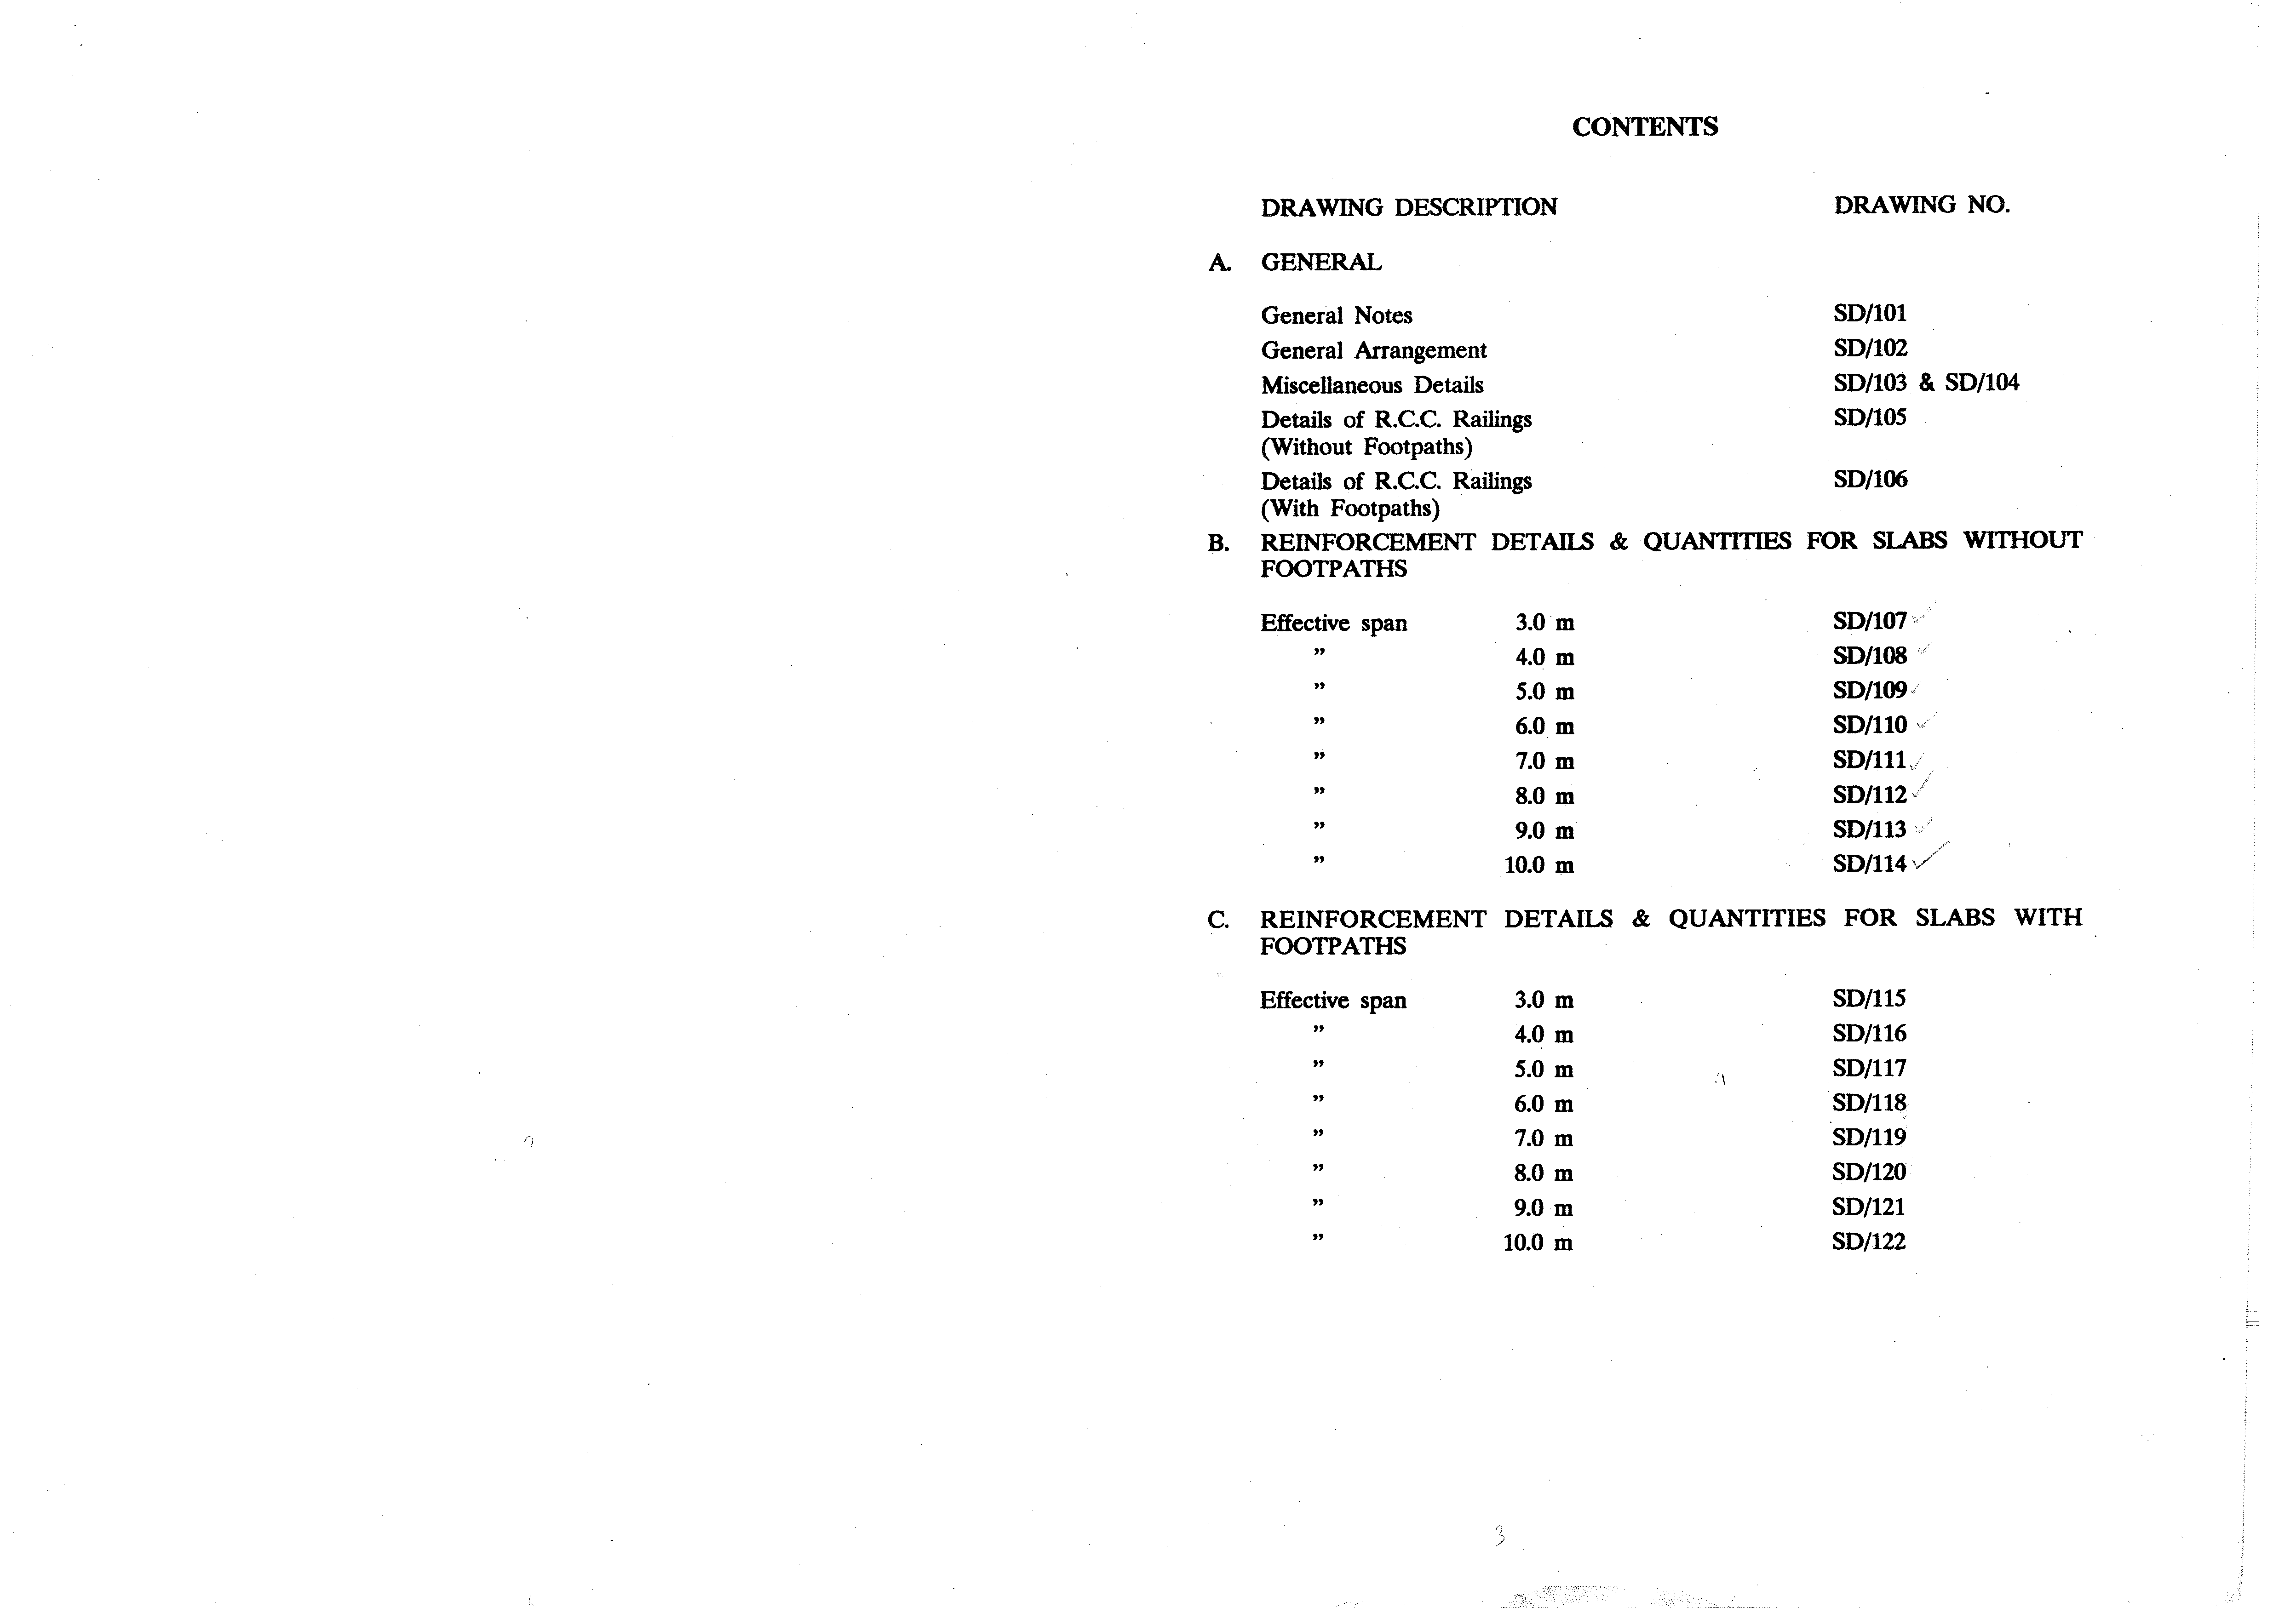 CONTENTS
DRAWING DESCRIPTION DRAWING NO.
A. GENERAL
General Notes SD/101
General Arrangement SD/102
Miscellaneous Details SD/103 & SD/104
Details of R.C.C. Railings SD/105
(Without Footpaths)
Details of R.C.C. Railings SD/106
(With Footpaths)
B. REINFORCEMENT DETAILS & QUANTITIES FOR SLABS WITHOUT
FOOTPATHS
Effective span 3.0 m SD/107
” 4.0 m SD/108
” 5.0 m SD/109
” 6.0 m SD/110
” 7.0 m SD/111
” 8.0 m SD/112
” 9.0 m SD/113
” 10.0 m SD/114
C. REINFORCEMENT DETAILS & QUANTITIES FOR SLABS WITH
FOOTPATHS
Effective span 3.0 m SD/115
” 4.0 m SD/116
” 5.0 m SD/117
” 6.0 m SD/118
” 7.0 m SD/119
” 8.0 m SD/120
” 9.0 m SD/121
” 10.0 m SD/122
3